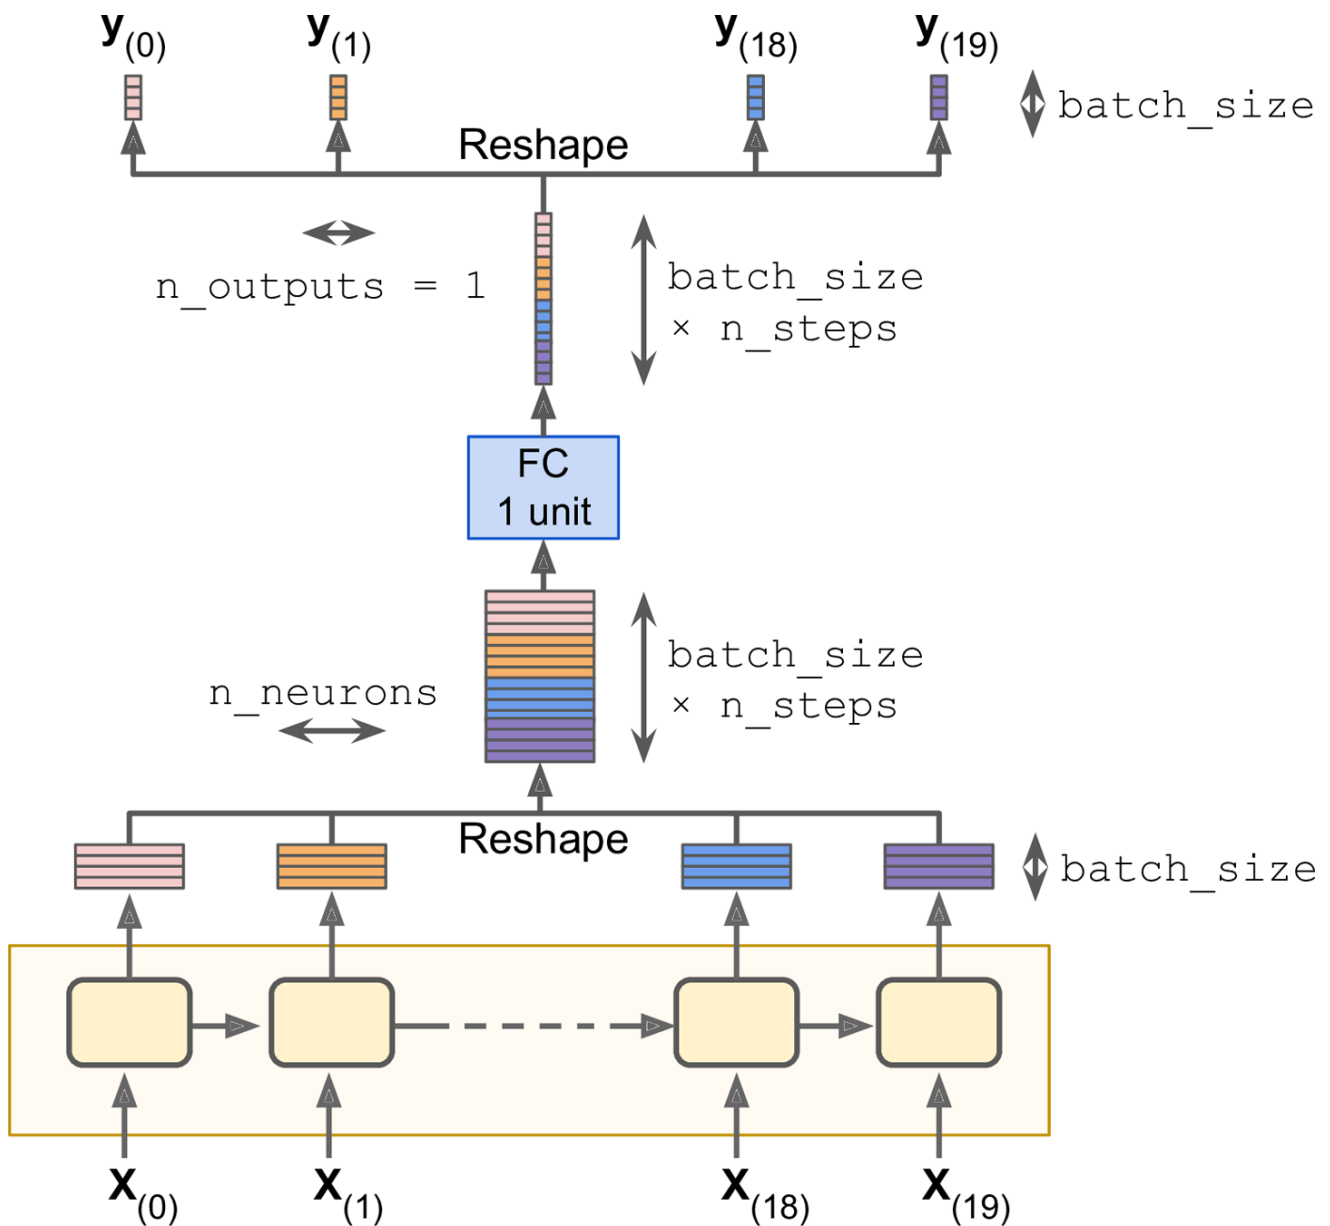 y(0) y(1) y(18) y(19)
batch_size
Reshape
n_outputs = 1
batch_size
× n_steps
FC
1 unit
n_neurons
batch_size
× n_steps
Reshape
batch_size
X(0) X(1) X(18) X(19)